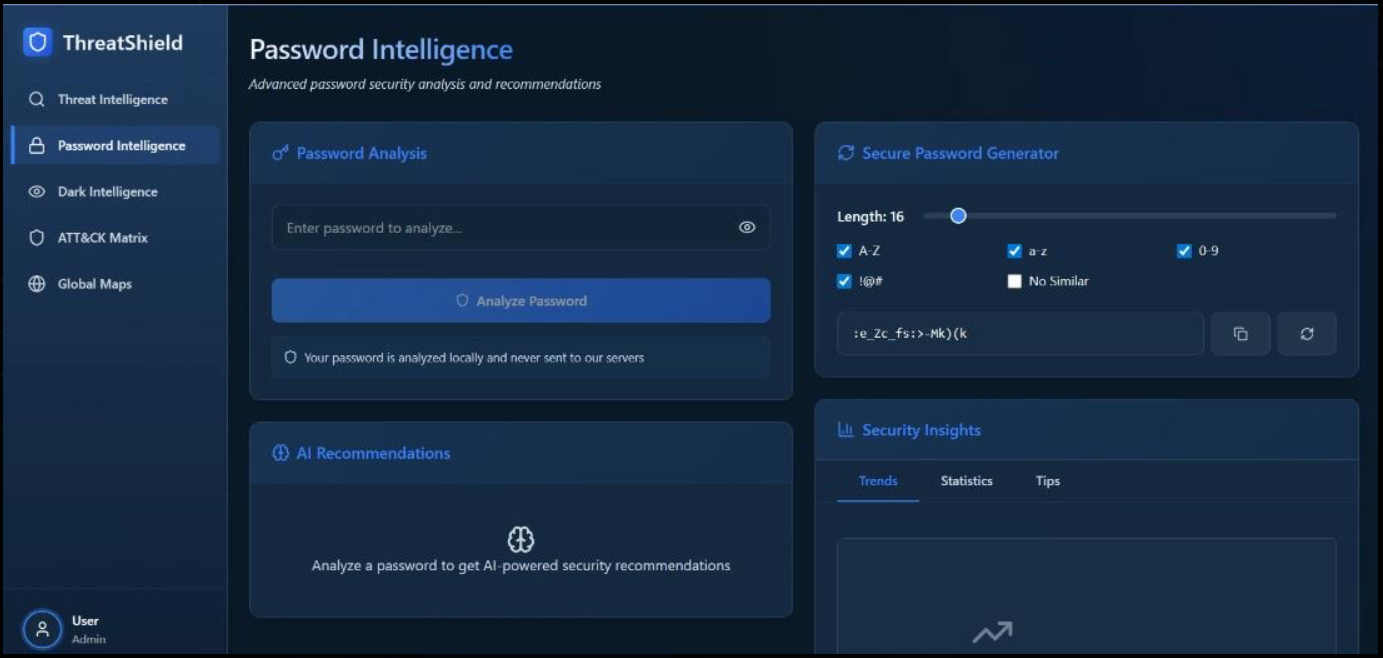 ThreatShield
Threat Intelligence
Password Intelligence
Dark Intelligence
ATT&CK Matrix
Global Maps
User
Admin
Password Intelligence
Advanced password security analysis and recommendations
Password Analysis
Enter password to analyze...
Analyze Password
Your password is analyzed locally and never sent to our servers
AI Recommendations
Analyze a password to get AI-powered security recommendations
Secure Password Generator
Length: 16
A-Z
a-z
0-9
!@#
No Similar
:e_Zc_fs:>-Mk)(k
Security Insights
Trends
Statistics
Tips